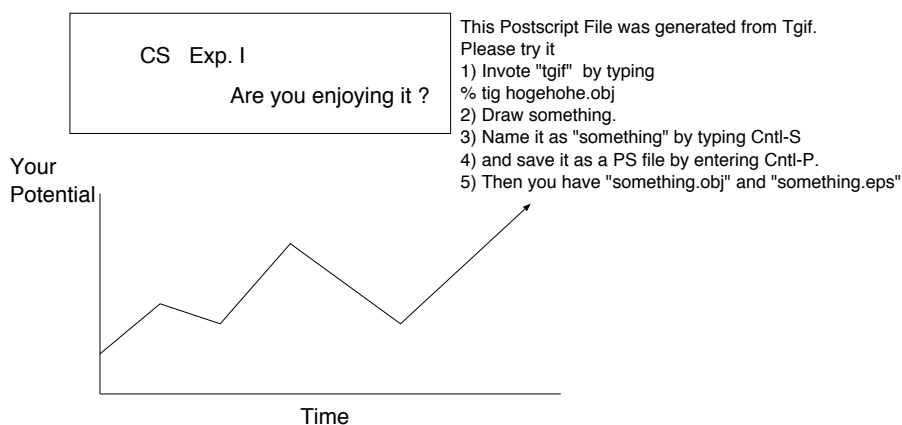 CS Exp. I
Are you enjoying it ?
This Postscript File was generated from Tgif.
Please try it
1) Invote "tgif" by typing
% tig hogehohe.obj
2) Draw something.
3) Name it as "something" by typing Cntl-S
4) and save it as a PS file by entering Cntl-P.
5) Then you have "something.obj" and "something.eps"
Your
Potential
Time